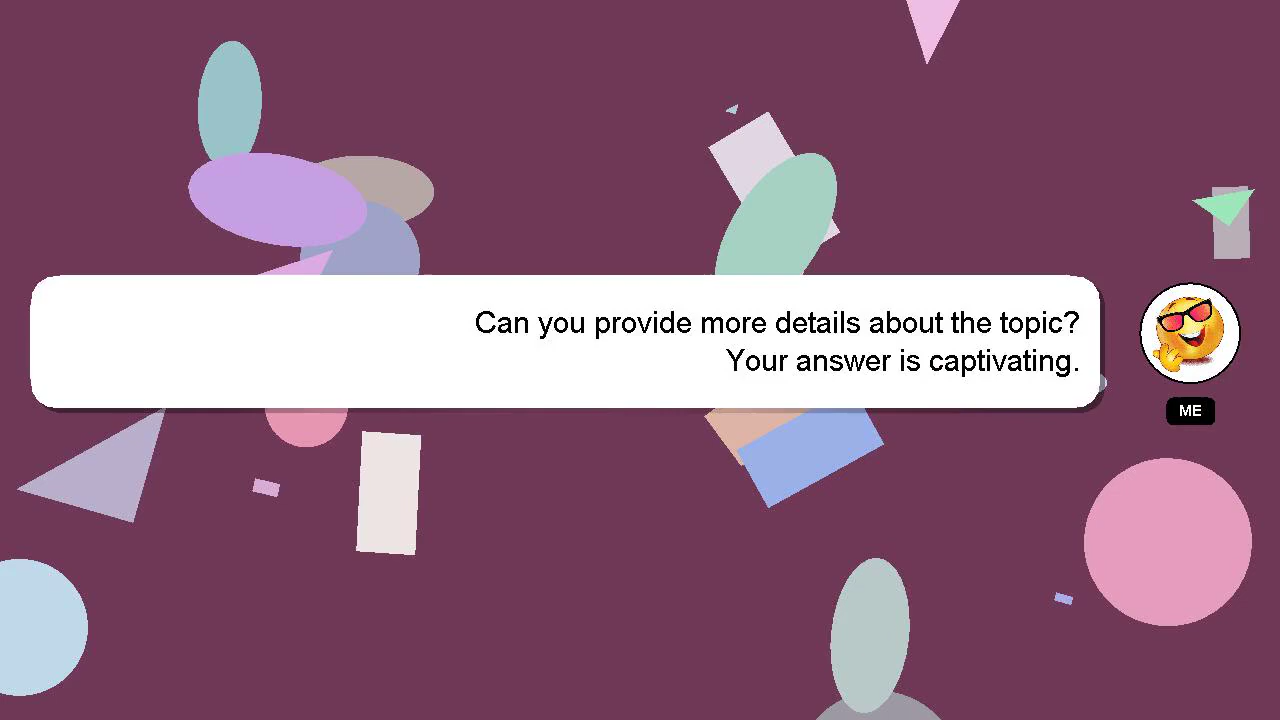 Can you provide more details about the topic?
Your answer is captivating.
ME